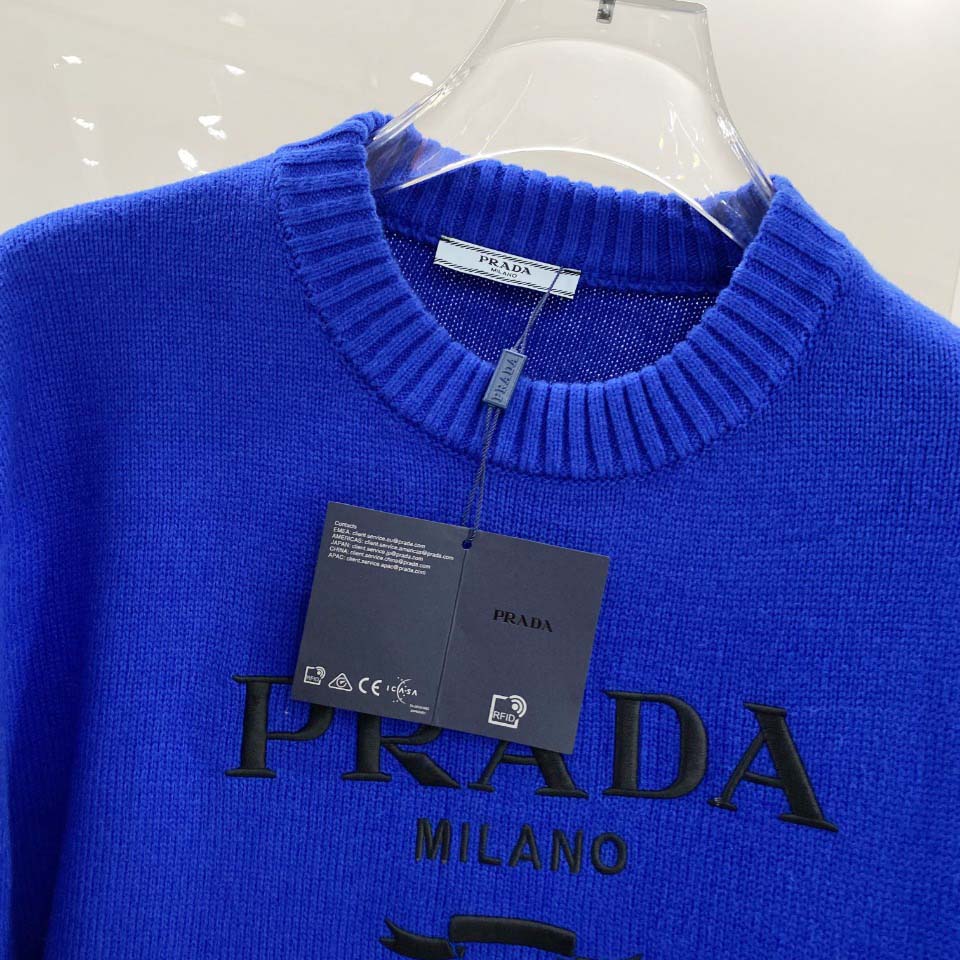 PRADA
MILANO
PRADA
Contacts
EMEA: client.service.eu@prada.com
AMERICAS: client.service.americas@prada.com
JAPAN: client.service.jp@prada.com
CHINA: client.service.china@prada.com
APAC: client.service.apac@prada.com
PRADA
RFID
CE
ICASA
RFID
PRADA
MILANO